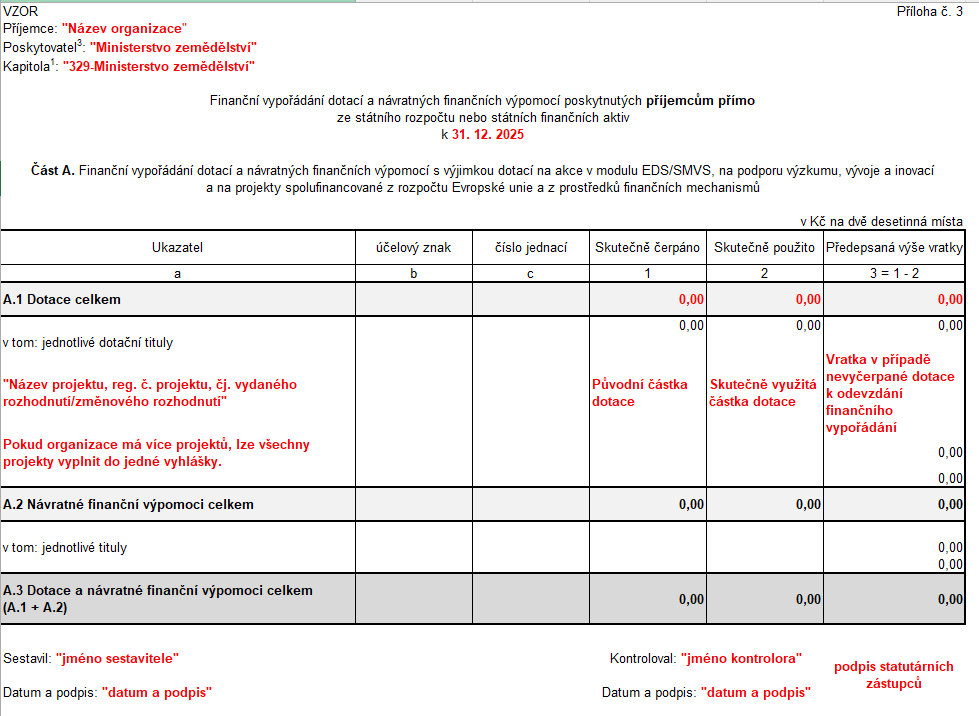 VZOR
Příloha č. 3
Příjemce: "Název organizace"
Poskytovatel³: "Ministerstvo zemědělství"
Kapitola¹: "329-Ministerstvo zemědělství"
Finanční vypořádání dotací a návratných finančních výpomocí poskytnutých příjemcům přímo
ze státního rozpočtu nebo státních finančních aktiv
k 31. 12. 2025
Část A. Finanční vypořádání dotací a návratných finančních výpomocí s výjimkou dotací na akce v modulu EDS/SMVS, na podporu výzkumu, vývoje a inovací
a na projekty spolufinancované z rozpočtu Evropské unie a z prostředků finančních mechanismů
v Kč na dvě desetinná místa
Ukazatel účelový znak číslo jednací Skutečně čerpáno Skutečně použito Předepsaná výše vratky
a b c 1 2 3 = 1 - 2
A.1 Dotace celkem 0,00 0,00 0,00
0,00 0,00 0,00
v tom: jednotlivé dotační tituly
"Název projektu, reg. č. projektu, čj. vydaného
rozhodnutí/změnového rozhodnutí"
Původní částka
dotace
Skutečně využitá
částka dotace
Vratka v případě
nevyčerpané dotace
k odevzdání
finančního
vypořádání
Pokud organizace má více projektů, lze všechny
projekty vyplnit do jedné vyhlášky.
0,00
0,00
A.2 Návratné finanční výpomoci celkem 0,00 0,00 0,00
v tom: jednotlivé tituly 0,00
0,00
A.3 Dotace a návratné finanční výpomoci celkem
(A.1 + A.2) 0,00 0,00 0,00
Sestavil: "jméno sestavitele"
Kontroloval: "jméno kontrolora"
podpis statutárních
zástupců
Datum a podpis: "datum a podpis"
Datum a podpis: "datum a podpis"